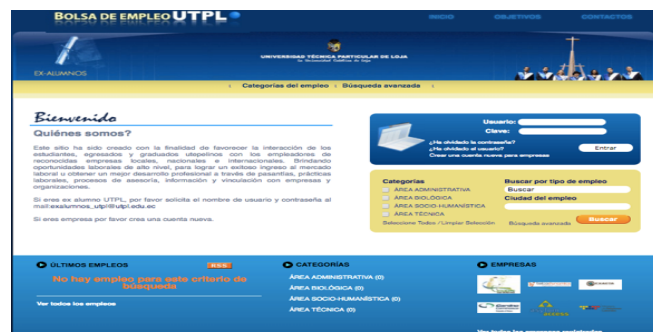 BOLSA DE EMPLEO UTPL
INICIO OBJETIVOS CONTACTOS
UNIVERSIDAD TÉCNICA PARTICULAR DE LOJA
La Universidad Católica de Loja
EX-ALUMNOS
Categorías del empleo Búsqueda avanzada
Bienvenido
Quiénes somos?
Este sitio ha sido creado con la finalidad de favorecer la interacción de los
estudiantes, egresados y graduados utepelinos con los empleadores de
reconocidas empresas locales, nacionales e internacionales. Brindando
oportunidades laborales de alto nivel, para lograr un exitoso ingreso al mercado
laboral u obtener un mejor desarrollo profesional a través de pasantías, prácticas
laborales, procesos de asesoría, información y vinculación con empresas y
organizaciones.
Si eres ex alumno UTPL, por favor solicita el nombre de usuario y contraseña al
mail:exalumnos_utpl@utpl.edu.ec
Si eres empresa por favor crea una cuenta nueva.
Usuario:
Clave:
¿Ha olvidado la contraseña?
¿Ha olvidado el usuario?
Crear una cuenta nueva para empresas
Entrar
Categorías
ÁREA ADMINISTRATIVA
ÁREA BIOLÓGICA
ÁREA SOCIO-HUMANÍSTICA
ÁREA TÉCNICA
Seleccione Todos / Limpiar Selección
Buscar por tipo de empleo
Buscar
Ciudad del empleo
Búsqueda avanzada
Buscar
ÚLTIMOS EMPLEOS RSS
No hay empleo para este criterio de
búsqueda
Ver todos los empleos
CATEGORÍAS
ÁREA ADMINISTRATIVA (0)
ÁREA BIOLÓGICA (0)
ÁREA SOCIO-HUMANÍSTICA (0)
ÁREA TÉCNICA (0)
EMPRESAS